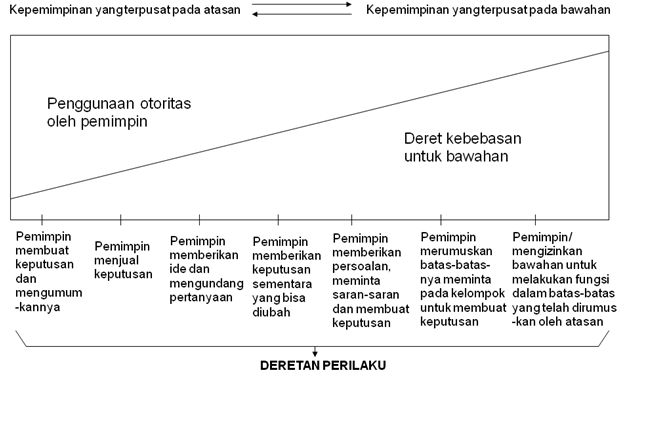 Kepemimpinan yangterpusat pada atasan
Kepemimpinan yangterpusat pada bawahan
Penggunaan otoritas
oleh pemimpin
Deret kebebasan
untuk bawahan
Pemimpin
membuat
keputusan
dan
mengumum
-kannya
Pemimpin
menjual
keputusan
Pemimpin
memberikan
ide dan
mengundang
pertanyaan
Pemimpin
memberikan
keputusan
sementara
yang bisa
diubah
Pemimpin
memberikan
persoalan,
meminta
saran-saran
dan membuat
keputusan
Pemimpin
merumuskan
batas-batas-
nya meminta
pada kelompok
untuk membuat
keputusan
Pemimpin/
mengizinkan
bawahan untuk
melakukan fungsi
dalam batas-batas
yang telah dirumus
-kan oleh atasan
DERETAN PERILAKU